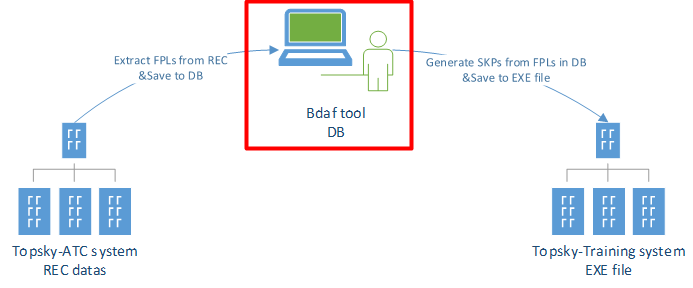 Extract FPLs from REC
&Save to DB
Generate SKPs from FPLs in DB
&Save to EXE file
Bdaf tool
DB
Topsky-ATC system
REC datas
Topsky-Training system
EXE file